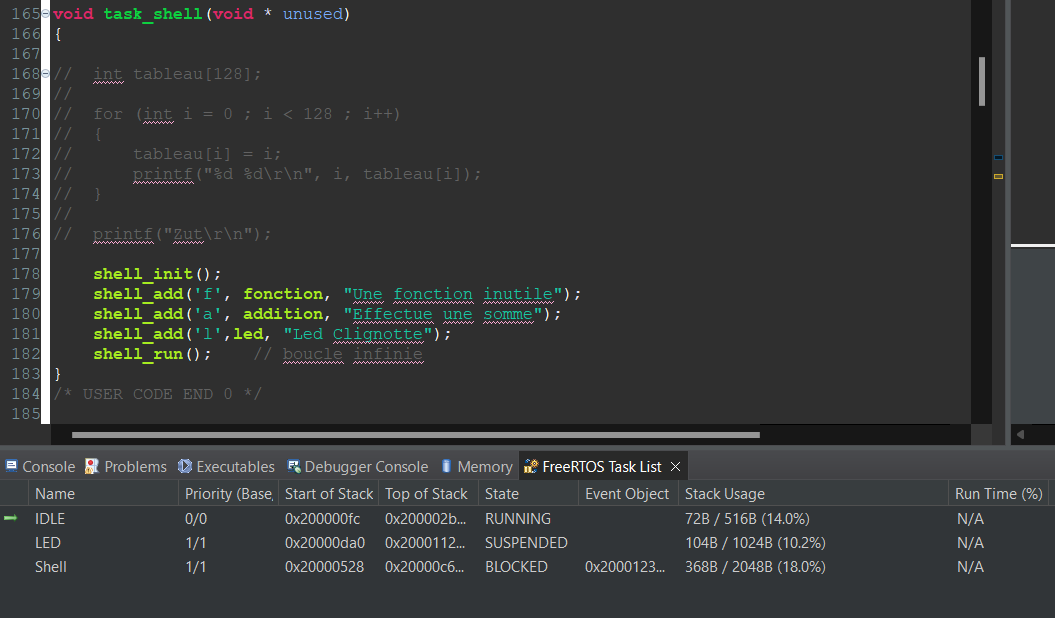 165 void task_shell(void * unused)
166 {
167
168 //  int tableau[128];
169 //
170 //  for (int i = 0 ; i < 128 ; i++)
171 //  {
172 //      tableau[i] = i;
173 //      printf("%d %d\r\n", i, tableau[i]);
174 //  }
175 //
176 //  printf("Zut\r\n");
177
178     shell_init();
179     shell_add('f', fonction, "Une fonction inutile");
180     shell_add('a', addition, "Effectue une somme");
181     shell_add('l',led, "Led Clignotte");
182     shell_run();    // boucle infinie
183 }
184 /* USER CODE END 0 */
185
Console Problems Executables Debugger Console Memory FreeRTOS Task List
Name Priority (Base, Start of Stack Top of Stack State Event Object Stack Usage Run Time (%)
IDLE 0/0 0x200000fc 0x200002b... RUNNING 72B / 516B (14.0%) N/A
LED 1/1 0x20000da0 0x2000112... SUSPENDED 104B / 1024B (10.2%) N/A
Shell 1/1 0x20000528 0x20000c6... BLOCKED 0x2000123... 368B / 2048B (18.0%) N/A